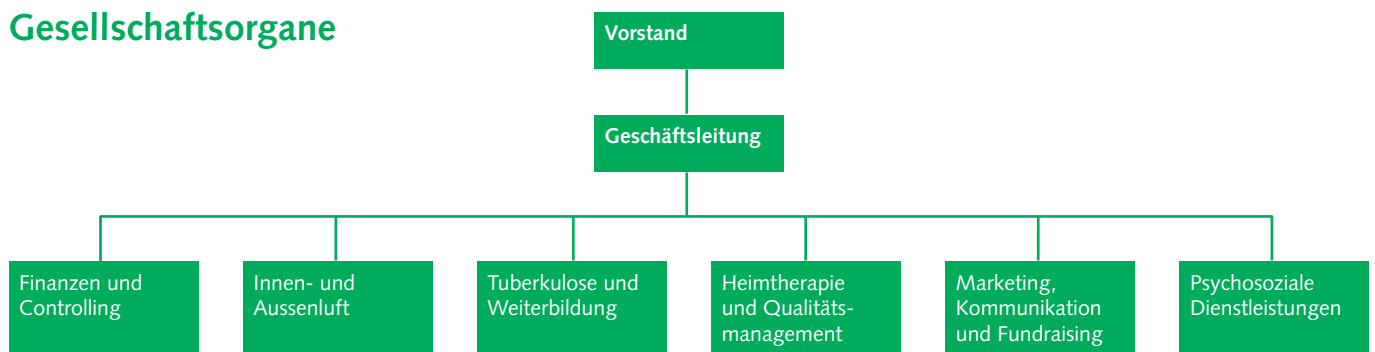 Gesellschaftsorgane
Vorstand
Geschäftsleitung
Finanzen und
Controlling
Innen- und
Aussenluft
Tuberkulose und
Weiterbildung
Heimtherapie
und Qualitäts-
management
Marketing,
Kommunikation
und Fundraising
Psychosoziale
Dienstleistungen